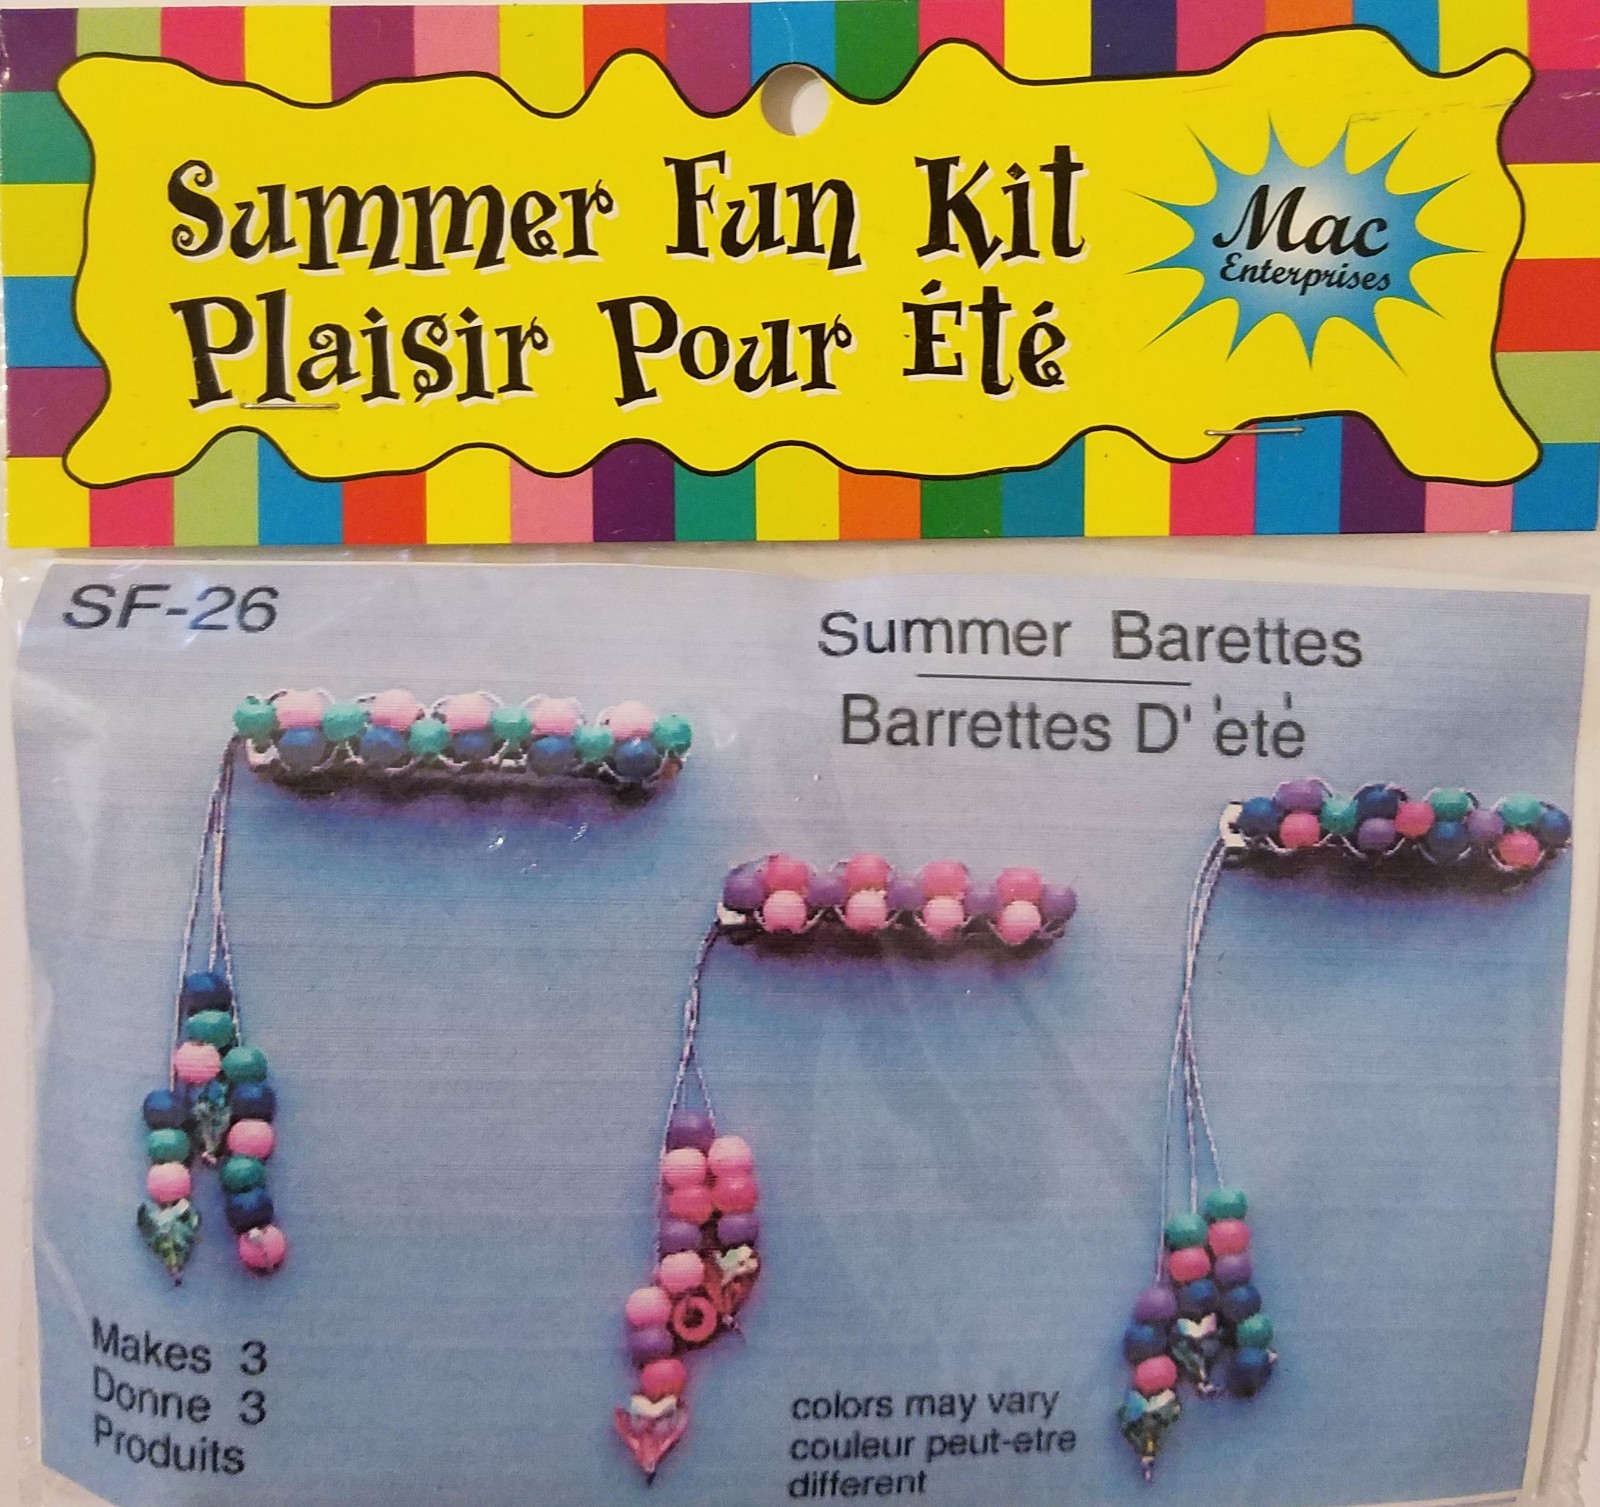 Summer Fun Kit
Plaisir Pour Été
Mac
Enterprises
SF-26
Summer Barettes
Barrettes D' 'eté
Makes 3
Donne 3
Produits
colors may vary
couleur peut-etre
different